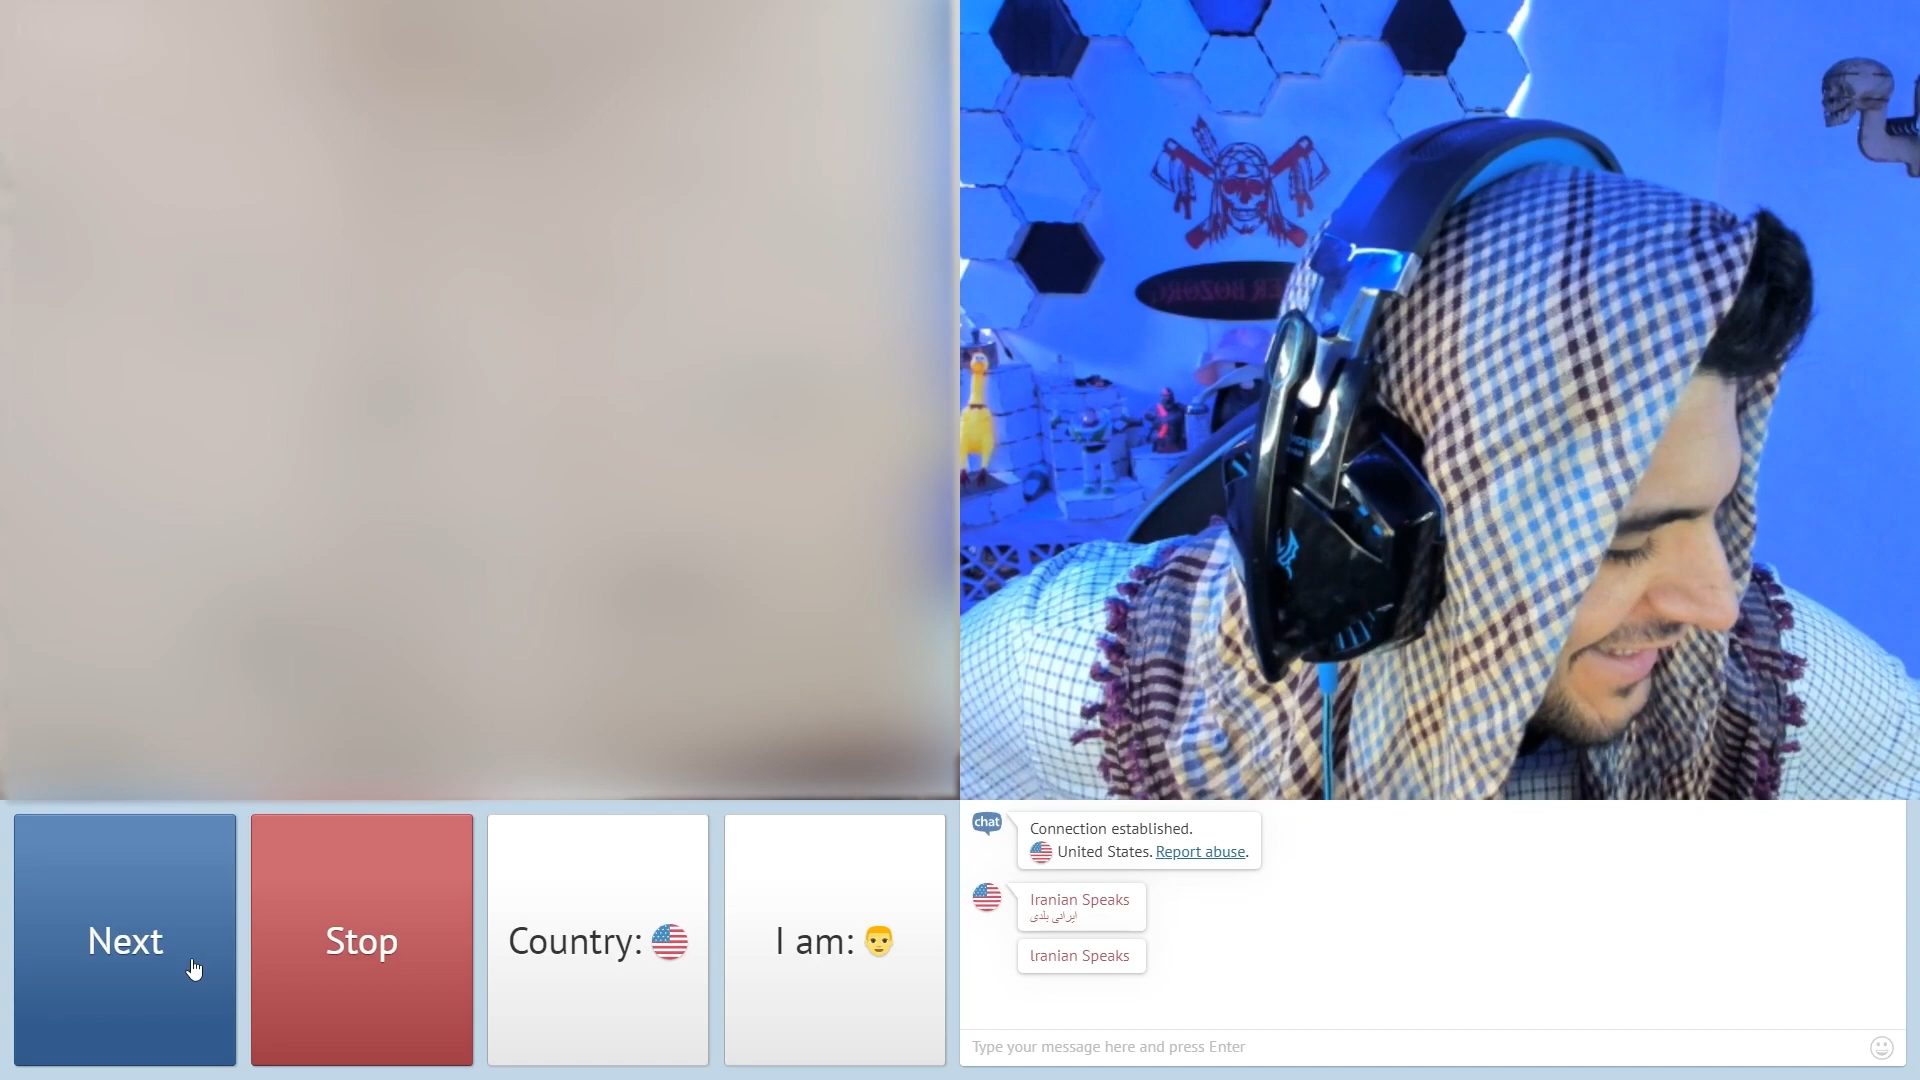 Next
Stop
Country:
I am:
chat
Connection established.
United States. Report abuse.
Iranian Speaks
ایرانی بلدی
Iranian Speaks
Type your message here and press Enter